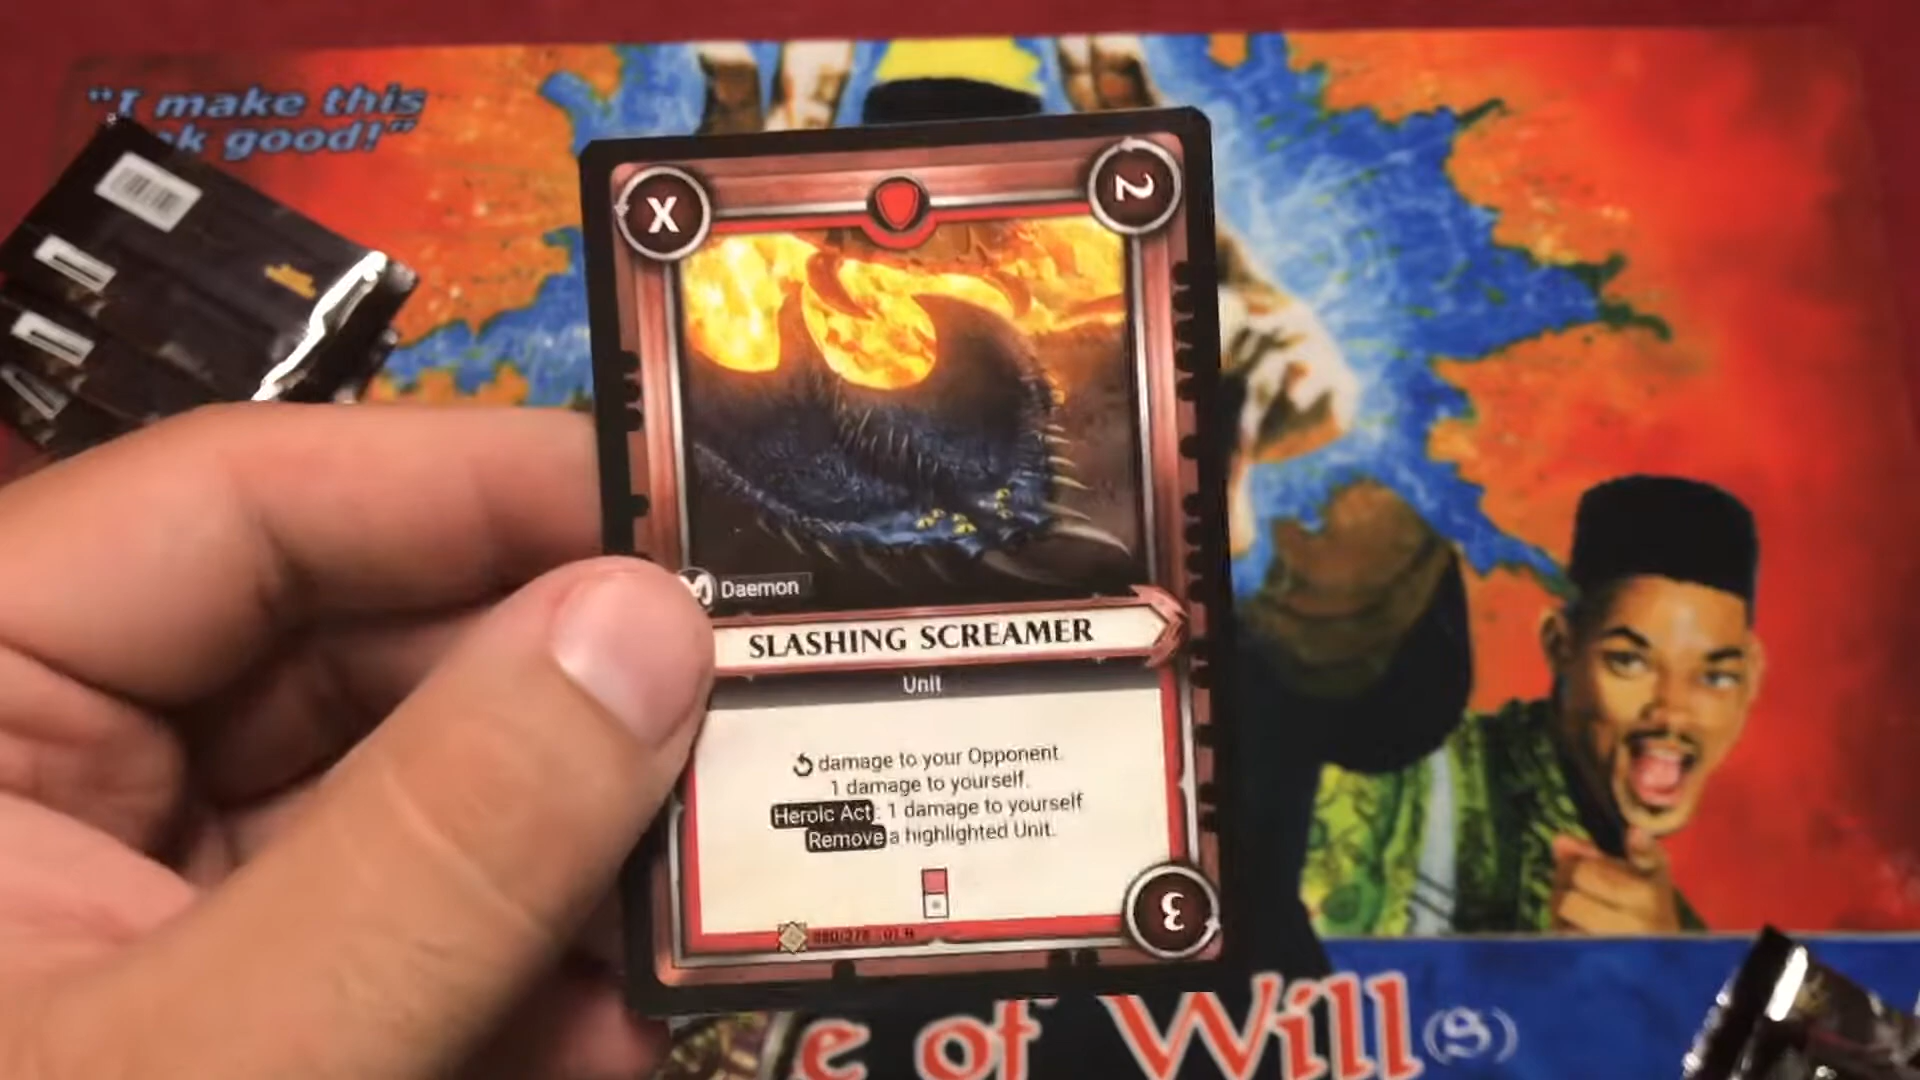 "I make this
good!"
X
2
Daemon
SLASHING SCREAMER
Unit
damage to your Opponent.
1 damage to yourself.
Heroic Act: 1 damage to yourself
Remove a highlighted Unit.
3
e of Will(s)